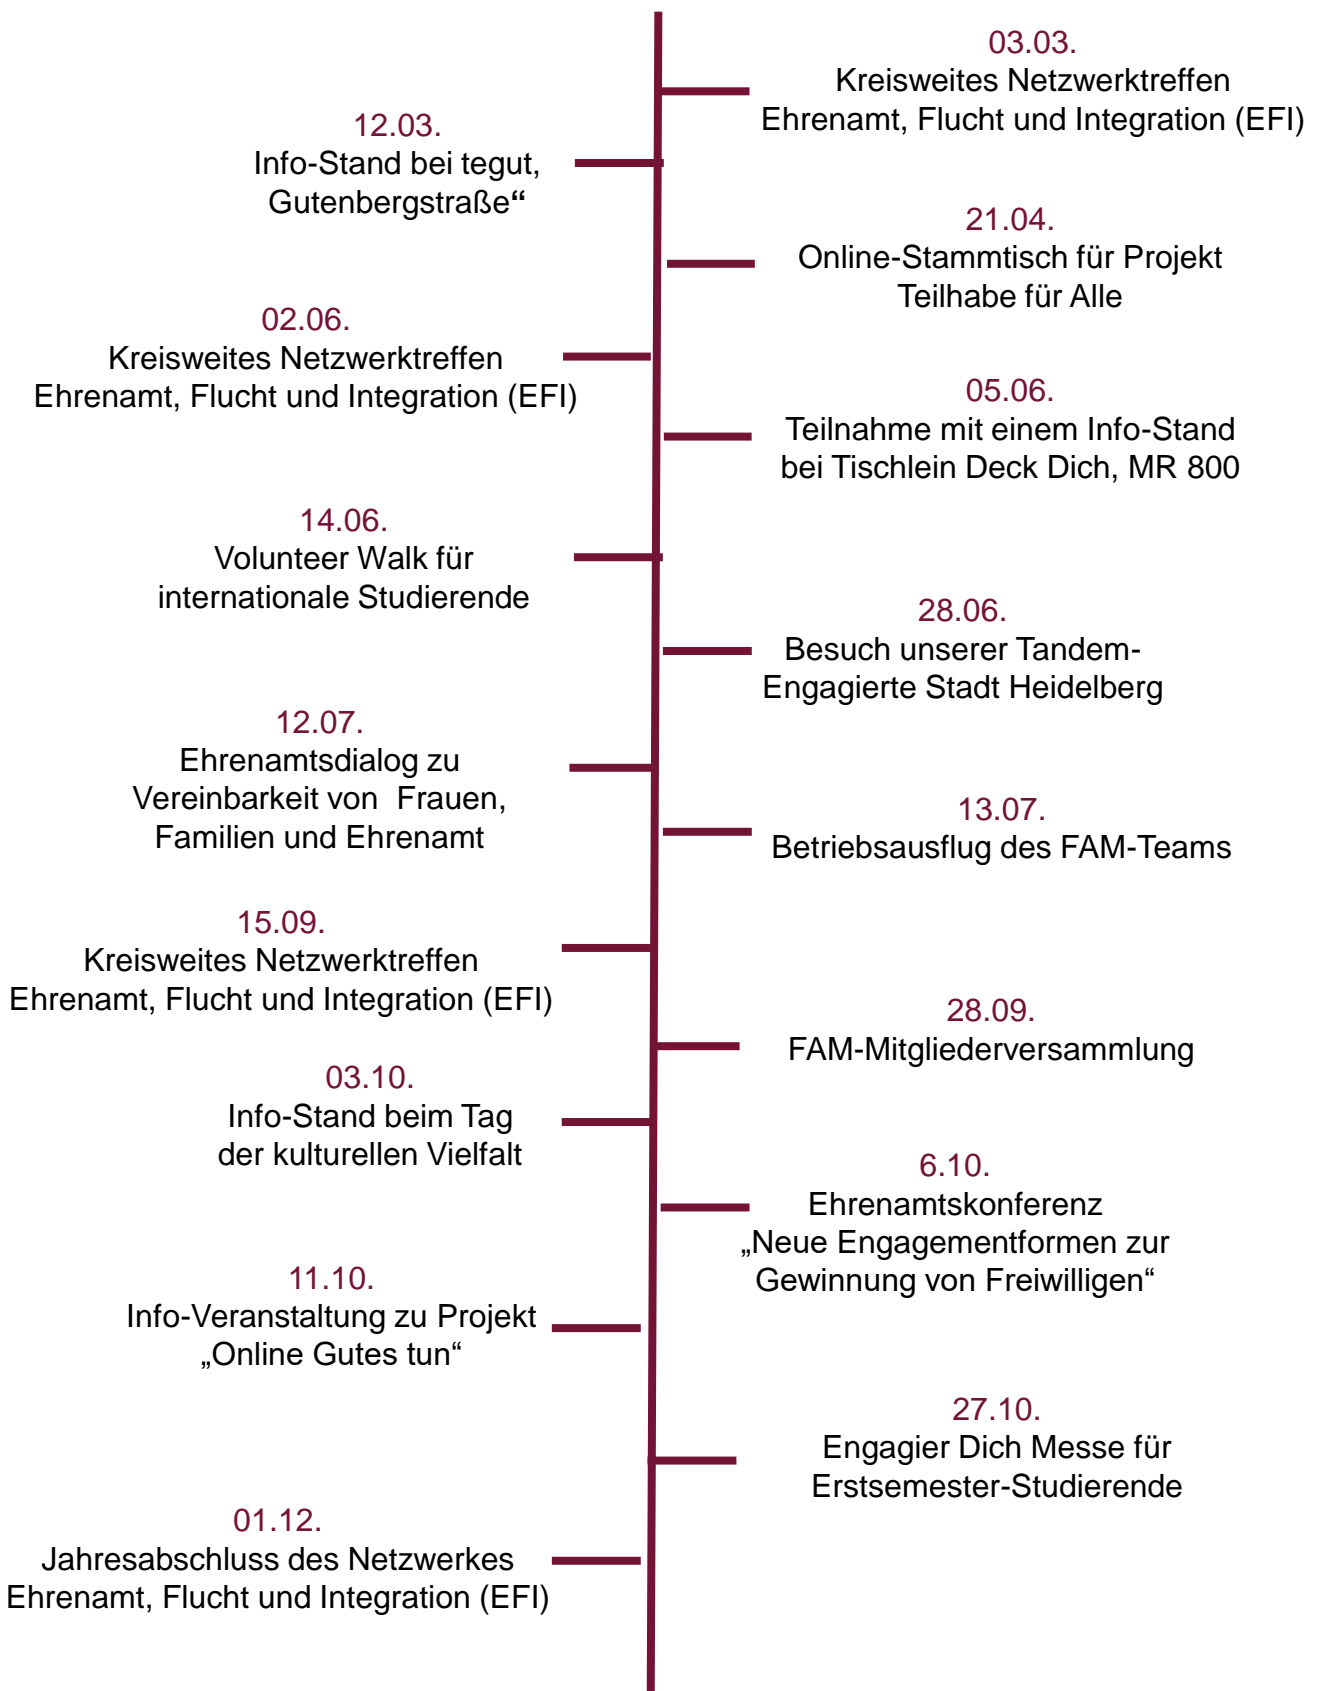 03.03.
Kreisweites Netzwerktreffen
Ehrenamt, Flucht und Integration (EFI)
12.03.
Info-Stand bei tegut,
Gutenbergstraße“
21.04.
Online-Stammtisch für Projekt
Teilhabe für Alle
02.06.
Kreisweites Netzwerktreffen
Ehrenamt, Flucht und Integration (EFI)
05.06.
Teilnahme mit einem Info-Stand
bei Tischlein Deck Dich, MR 800
14.06.
Volunteer Walk für
internationale Studierende
28.06.
Besuch unserer Tandem-
Engagierte Stadt Heidelberg
12.07.
Ehrenamtsdialog zu
Vereinbarkeit von  Frauen,
Familien und Ehrenamt
13.07.
Betriebsausflug des FAM-Teams
15.09.
Kreisweites Netzwerktreffen
Ehrenamt, Flucht und Integration (EFI)
28.09.
FAM-Mitgliederversammlung
03.10.
Info-Stand beim Tag
der kulturellen Vielfalt
6.10.
Ehrenamtskonferenz
„Neue Engagementformen zur
Gewinnung von Freiwilligen“
11.10.
Info-Veranstaltung zu Projekt
„Online Gutes tun“
27.10.
Engagier Dich Messe für
Erstsemester-Studierende
01.12.
Jahresabschluss des Netzwerkes
Ehrenamt, Flucht und Integration (EFI)